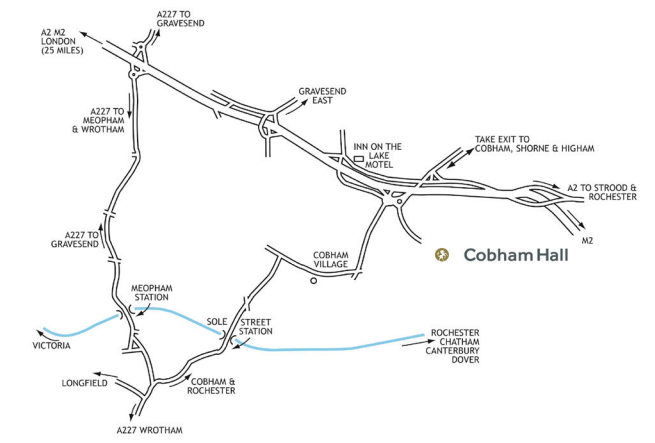 A227 TO
GRAVESEND
A2 M2
LONDON
(25 MILES)
A227 TO
MEOPHAM
& WROTHAM
GRAVESEND
EAST
INN ON THE
LAKE
MOTEL
TAKE EXIT TO
COBHAM, SHORNE & HIGHAM
A2 TO STROOD &
ROCHESTER
M2
A227 TO
GRAVESEND
COBHAM
VILLAGE
Cobham Hall
MEOPHAM
STATION
SOLE STREET
STATION
VICTORIA
ROCHESTER
CHATHAM
CANTERBURY
DOVER
LONGFIELD
COBHAM &
ROCHESTER
A227 WROTHAM